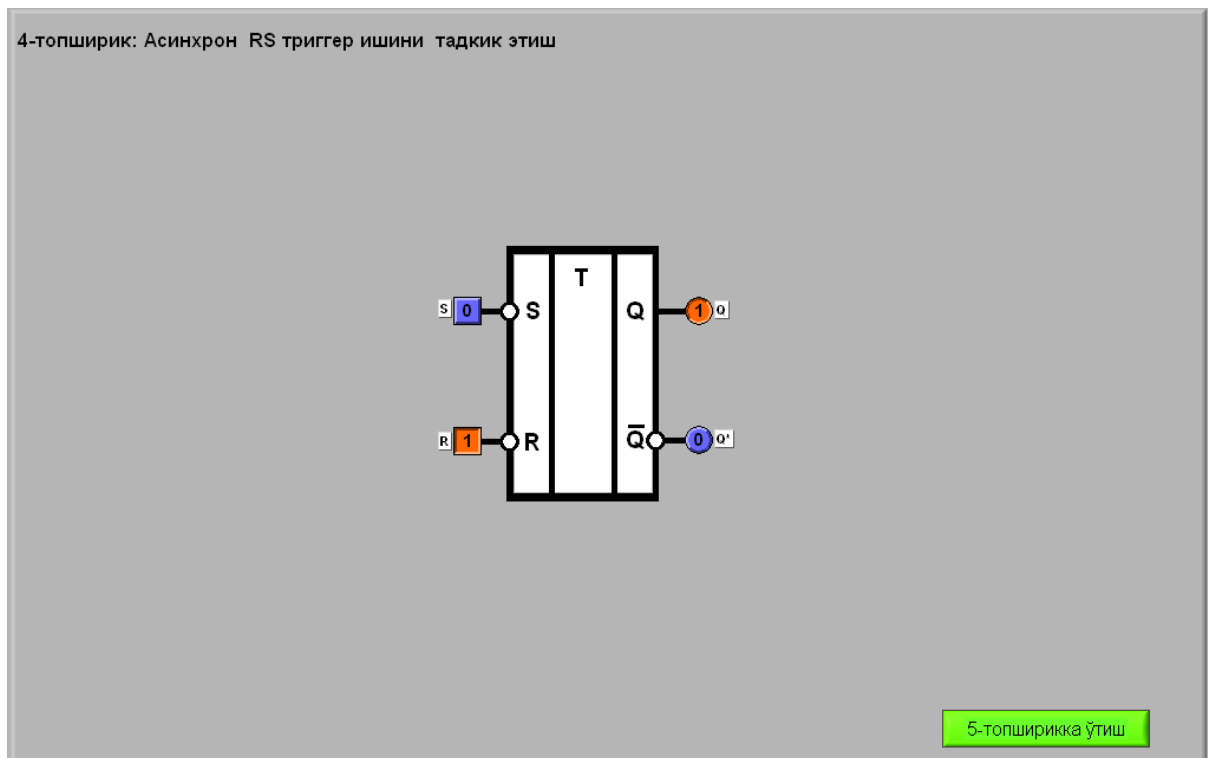 4-топширик: Асинхрон RS триггер ишини тадкик этиш
T
S 0 S Q 1 Q
R 1 R Q̅ 0 Q'
5-топширикка ўтиш